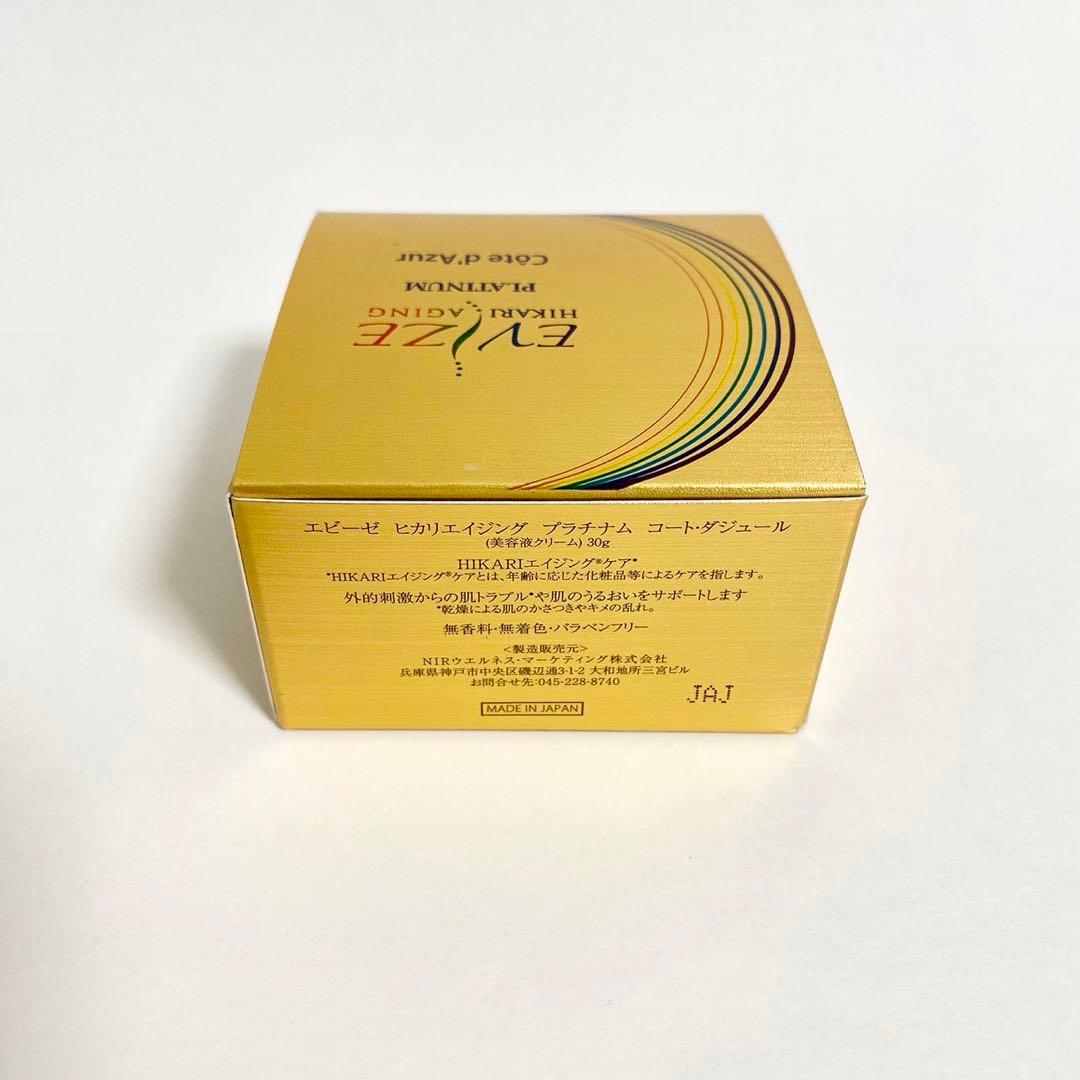 Côte d'Azur
PLATINUM
HIKARI AGING
EVIZE
エビーゼ ヒカリエイジング プラチナム コート・ダジュール
(美容液クリーム) 30g
HIKARIエイジング®ケア*
*HIKARIエイジング®ケアとは、年齢に応じた化粧品等によるケアを指します。
外的刺激からの肌トラブル*や肌のうるおいをサポートします
*乾燥による肌のかさつきやキメの乱れ。
無香料・無着色・パラベンフリー
<製造販売元>
NIRウエルネス・マーケティング株式会社
兵庫県神戸市中央区磯辺通3-1-2 大和地所三宮ビル
お問合せ先:045-228-8740
MADE IN JAPAN
JAJ